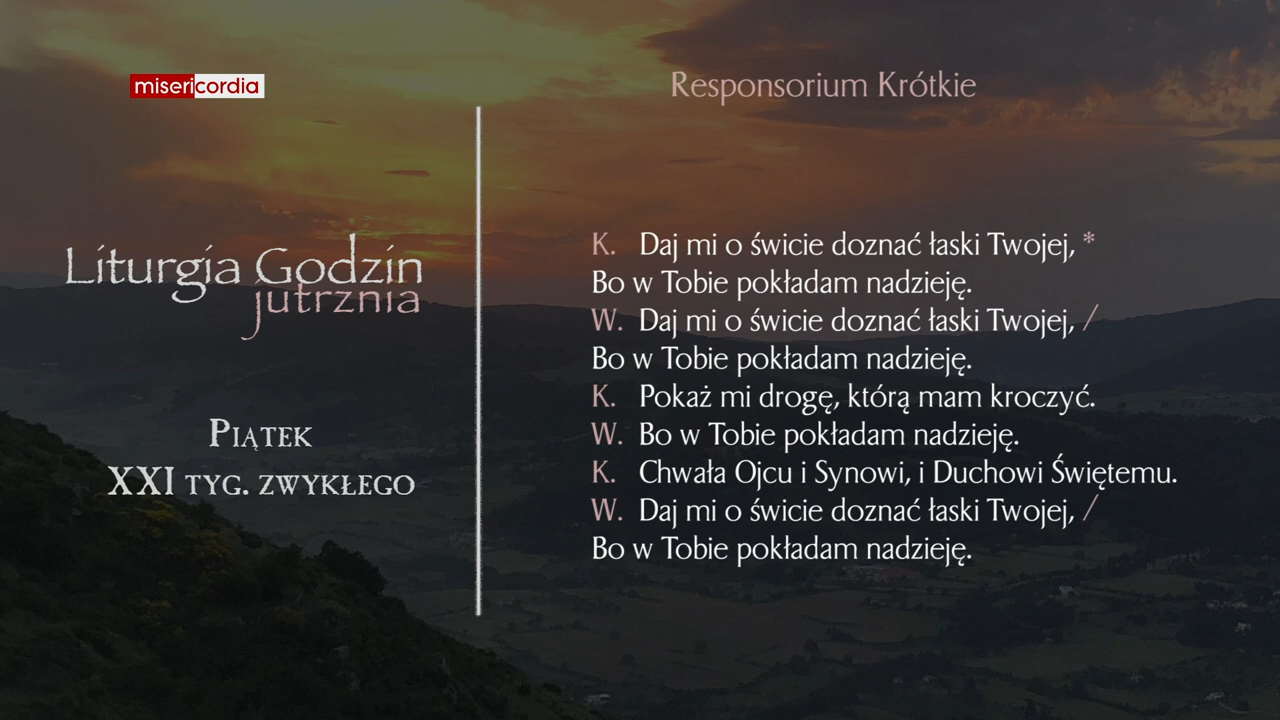 misericordia
Liturgia Godzin
jutrznia
Piątek
XXI tyg. zwykłego
Responsorium Krótkie
K. Daj mi o świcie doznać łaski Twojej, *
Bo w Tobie pokładam nadzieję.
W. Daj mi o świcie doznać łaski Twojej, /
Bo w Tobie pokładam nadzieję.
K. Pokaż mi drogę, którą mam kroczyć.
W. Bo w Tobie pokładam nadzieję.
K. Chwała Ojcu i Synowi, i Duchowi Świętemu.
W. Daj mi o świcie doznać łaski Twojej, /
Bo w Tobie pokładam nadzieję.